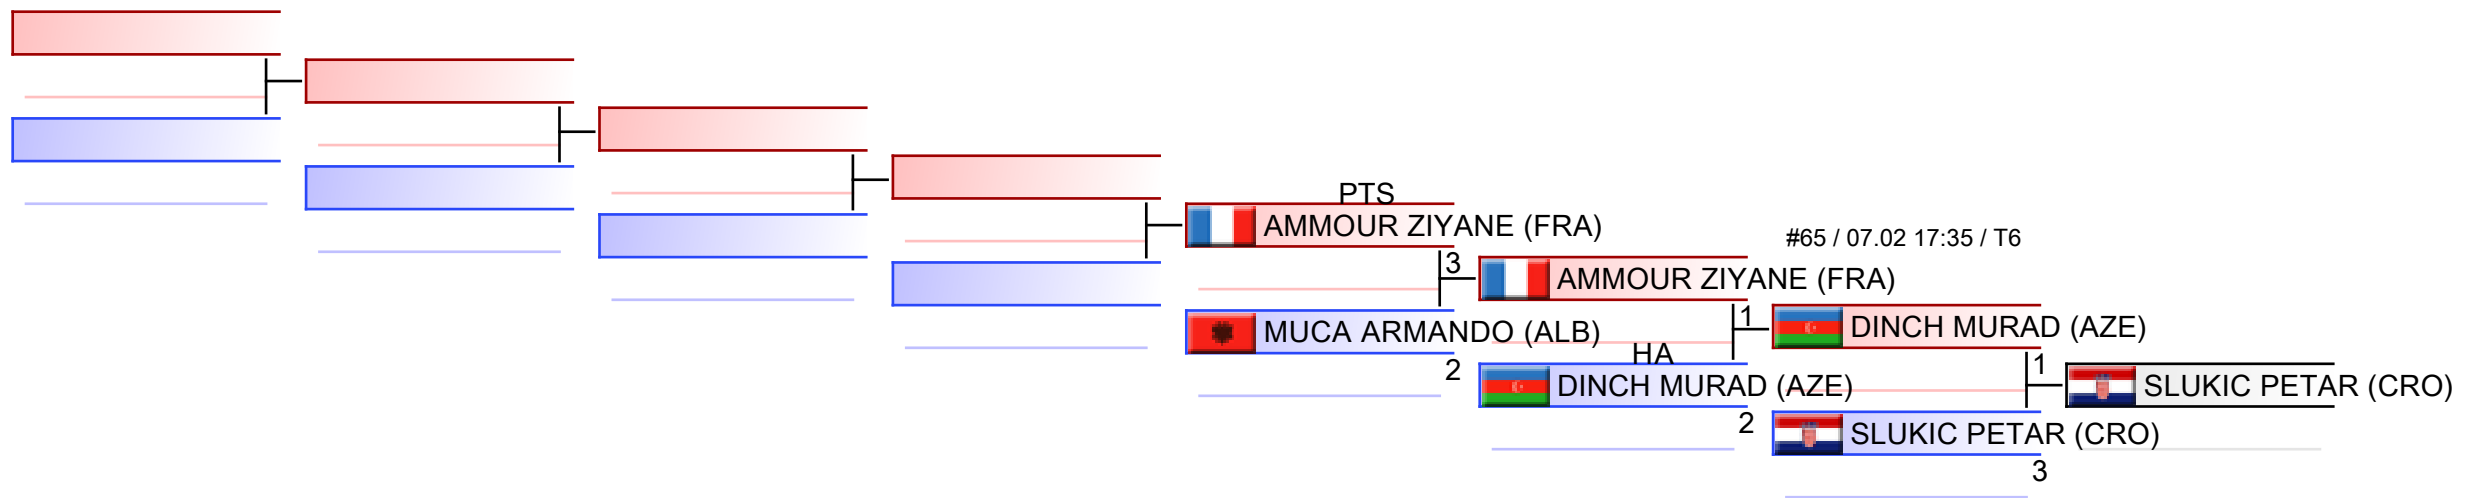 PTS
AMMOUR ZIYANE (FRA)
#65 / 07.02 17:35 / T6
3
AMMOUR ZIYANE (FRA)
MUCA ARMANDO (ALB)
1
DINCH MURAD (AZE)
HA
2
DINCH MURAD (AZE)
1
SLUKIC PETAR (CRO)
2
SLUKIC PETAR (CRO)
3